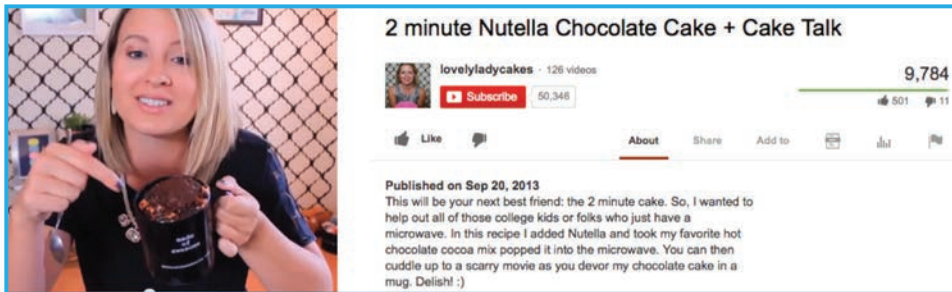 2 minute Nutella Chocolate Cake + Cake Talk
lovelyladycakes · 126 videos
Subscribe 50,346
9,784
501 11
Like
About Share Add to
Published on Sep 20, 2013
This will be your next best friend: the 2 minute cake. So, I wanted to
help out all of those college kids or folks who just have a
microwave. In this recipe I added Nutella and took my favorite hot
chocolate cocoa mix popped it into the microwave. You can then
cuddle up to a scarry movie as you devor my chocolate cake in a
mug. Delish! :)